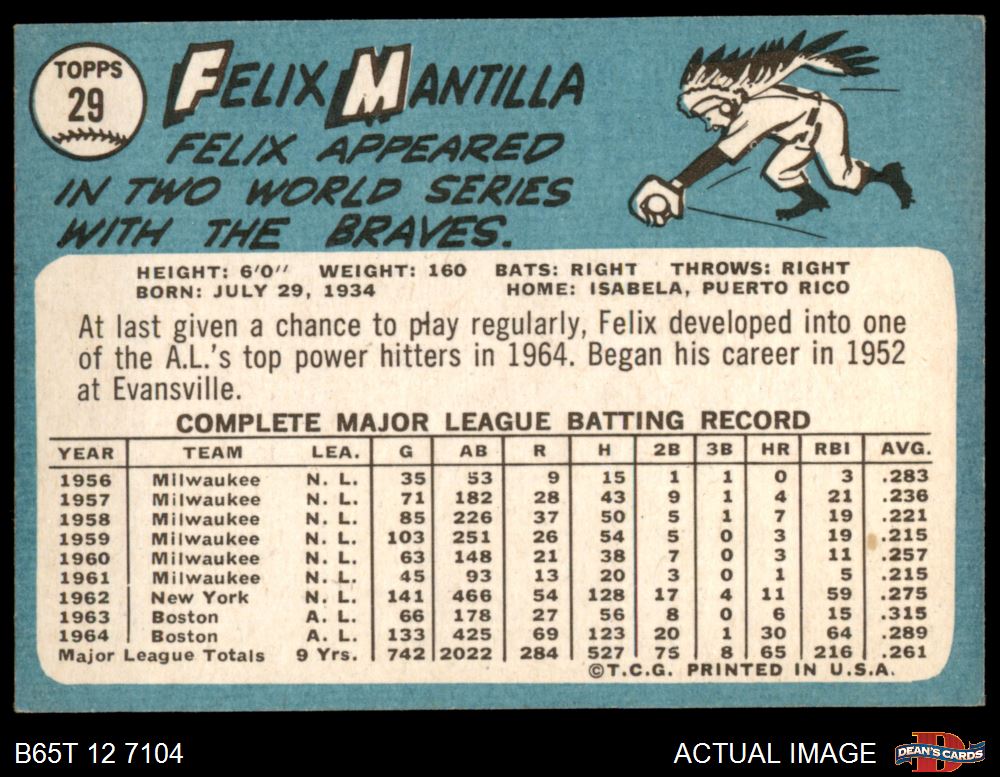 TOPPS
29
FELIX MANTILLA
FELIX APPEARED
IN TWO WORLD SERIES
WITH THE BRAVES.
HEIGHT: 6'0" WEIGHT: 160 BATS: RIGHT THROWS: RIGHT
BORN: JULY 29, 1934 HOME: ISABELA, PUERTO RICO
At last given a chance to play regularly, Felix developed into one
of the A.L.'s top power hitters in 1964. Began his career in 1952
at Evansville.
COMPLETE MAJOR LEAGUE BATTING RECORD
YEAR TEAM LEA. G AB R H 2B 3B HR RBI AVG.
1956 Milwaukee N. L. 35 53 9 15 1 1 0 3 .283
1957 Milwaukee N. L. 71 182 28 43 9 1 4 21 .236
1958 Milwaukee N. L. 85 226 37 50 5 1 7 19 .221
1959 Milwaukee N. L. 103 251 26 54 5 0 3 19 .215
1960 Milwaukee N. L. 63 148 21 38 7 0 3 11 .257
1961 Milwaukee N. L. 45 93 13 20 3 0 1 5 .215
1962 New York N. L. 141 466 54 128 17 4 11 59 .275
1963 Boston A. L. 66 178 27 56 8 0 6 15 .315
1964 Boston A. L. 133 425 69 123 20 1 30 64 .289
Major League Totals 9 Yrs. 742 2022 284 527 75 8 65 216 .261
©T.C.G. PRINTED IN U.S.A.
B65T 12 7104 ACTUAL IMAGE DEAN'S CARDS